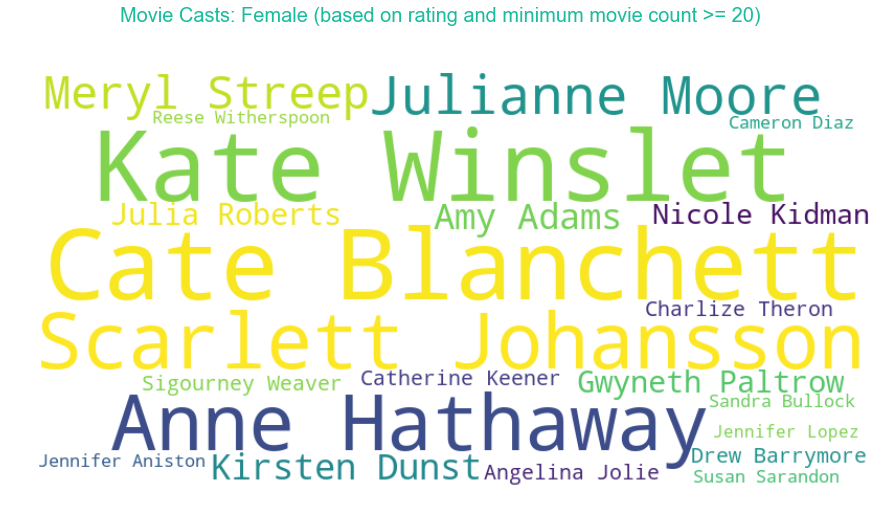 Movie Casts: Female (based on rating and minimum movie count >= 20)
Meryl Streep
Julianne Moore
Reese Witherspoon
Cameron Diaz
Kate Winslet
Julia Roberts
Amy Adams
Nicole Kidman
Cate Blanchett
Charlize Theron
Scarlett Johansson
Sigourney Weaver
Catherine Keener
Gwyneth Paltrow
Sandra Bullock
Anne Hathaway
Jennifer Lopez
Drew Barrymore
Jennifer Aniston
Kirsten Dunst
Angelina Jolie
Susan Sarandon